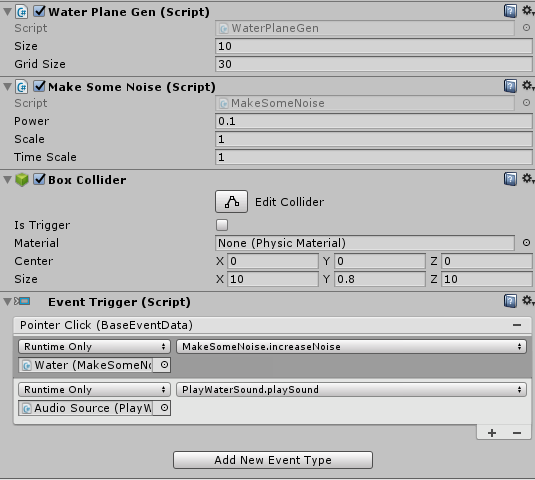 Water Plane Gen (Script)
Script WaterPlaneGen
Size 10
Grid Size 30
Make Some Noise (Script)
Script MakeSomeNoise
Power 0.1
Scale 1
Time Scale 1
Box Collider
Edit Collider
Is Trigger
Material None (Physic Material)
Center X 0 Y 0 Z 0
Size X 10 Y 0.8 Z 10
Event Trigger (Script)
Pointer Click (BaseEventData)
Runtime Only MakeSomeNoise.increaseNoise
Water (MakeSomeNo
Runtime Only PlayWaterSound.playSound
Audio Source (PlayW
Add New Event Type